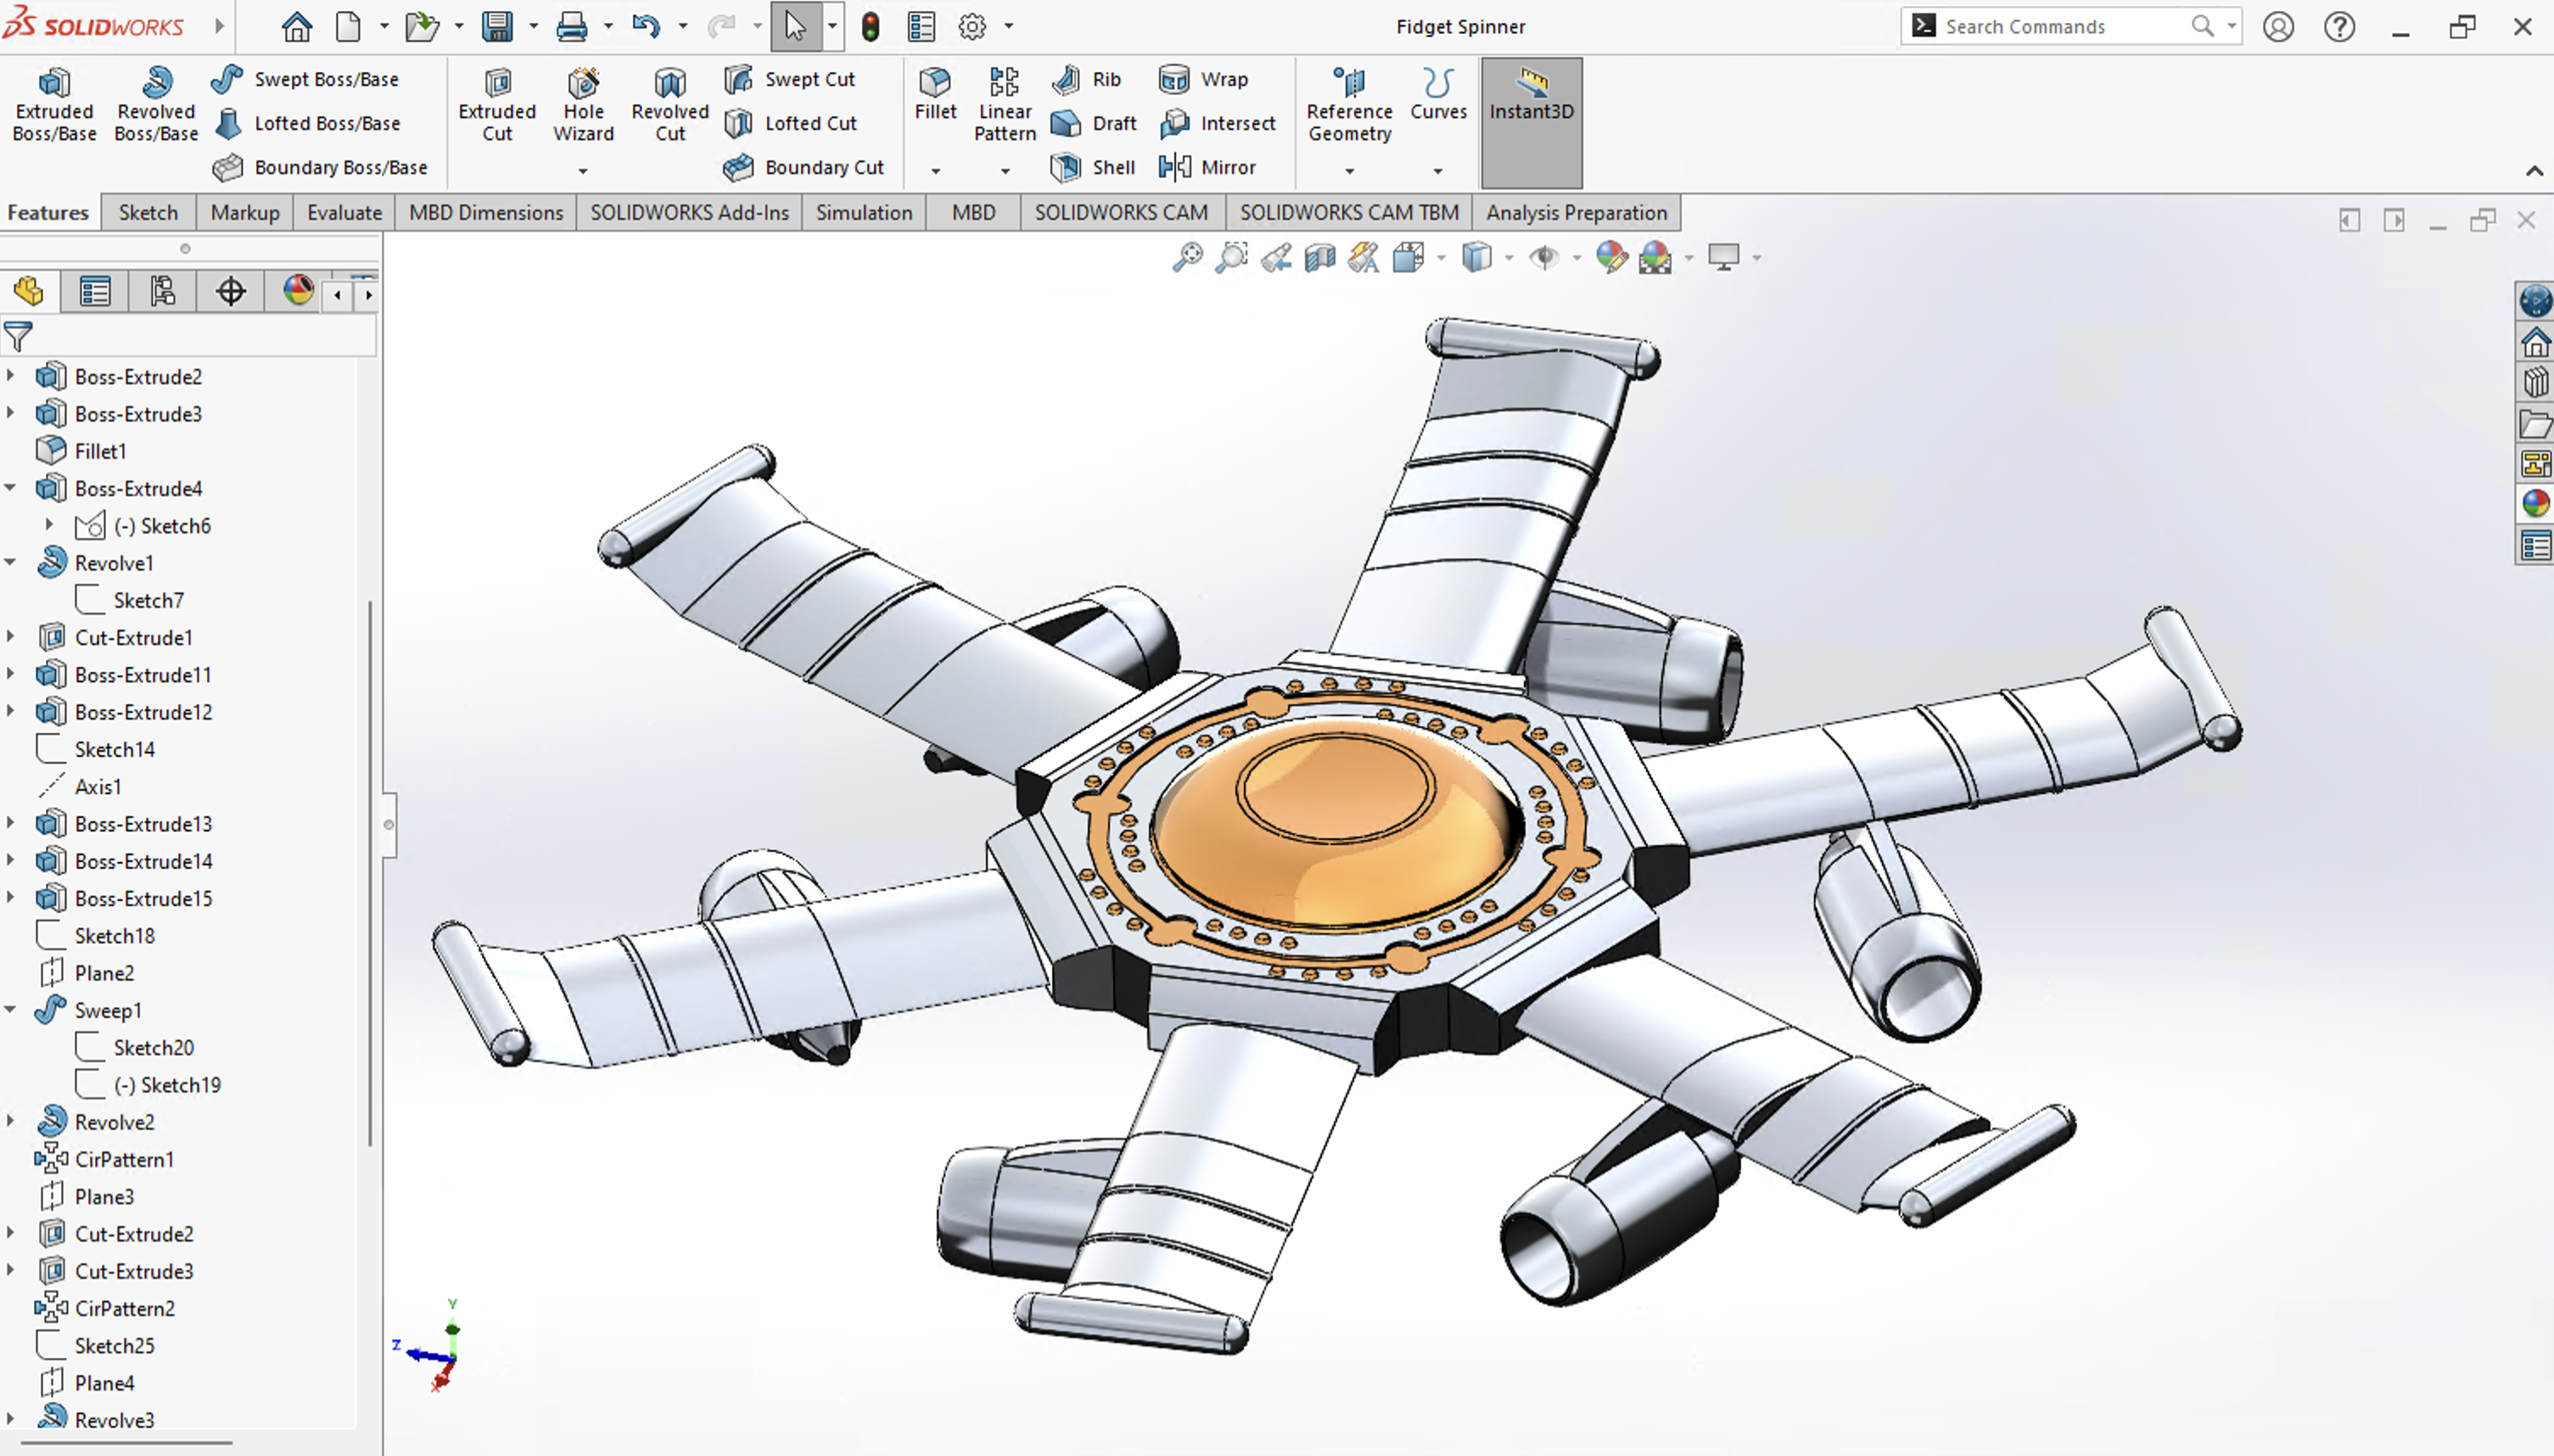 SOLIDWORKS
Fidget Spinner
Search Commands
Extruded Boss/Base
Revolved Boss/Base
Swept Boss/Base
Lofted Boss/Base
Boundary Boss/Base
Extruded Cut
Hole Wizard
Revolved Cut
Swept Cut
Lofted Cut
Boundary Cut
Fillet
Linear Pattern
Rib
Draft
Shell
Wrap
Intersect
Mirror
Reference Geometry
Curves
Instant3D
Features
Sketch
Markup
Evaluate
MBD Dimensions
SOLIDWORKS Add-Ins
Simulation
MBD
SOLIDWORKS CAM
SOLIDWORKS CAM TBM
Analysis Preparation
Boss-Extrude2
Boss-Extrude3
Fillet1
Boss-Extrude4
(-) Sketch6
Revolve1
Sketch7
Cut-Extrude1
Boss-Extrude11
Boss-Extrude12
Sketch14
Axis1
Boss-Extrude13
Boss-Extrude14
Boss-Extrude15
Sketch18
Plane2
Sweep1
Sketch20
(-) Sketch19
Revolve2
CirPattern1
Plane3
Cut-Extrude2
Cut-Extrude3
CirPattern2
Sketch25
Plane4
Revolve3
Y
Z
X